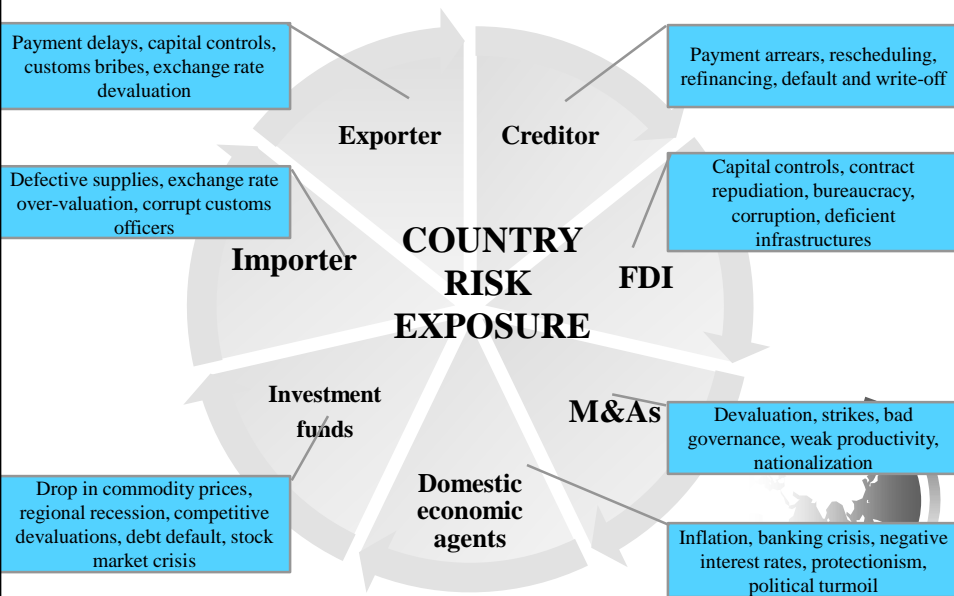 Payment delays, capital controls,
customs bribes, exchange rate
devaluation
Payment arrears, rescheduling,
refinancing, default and write-off
Exporter
Creditor
Defective supplies, exchange rate
over-valuation, corrupt customs
officers
Capital controls, contract
repudiation, bureaucracy,
corruption, deficient
infrastructures
Importer
COUNTRY
RISK
EXPOSURE
FDI
Investment
funds
M&As
Devaluation, strikes, bad
governance, weak productivity,
nationalization
Domestic
economic
agents
Drop in commodity prices,
regional recession, competitive
devaluations, debt default, stock
market crisis
Inflation, banking crisis, negative
interest rates, protectionism,
political turmoil